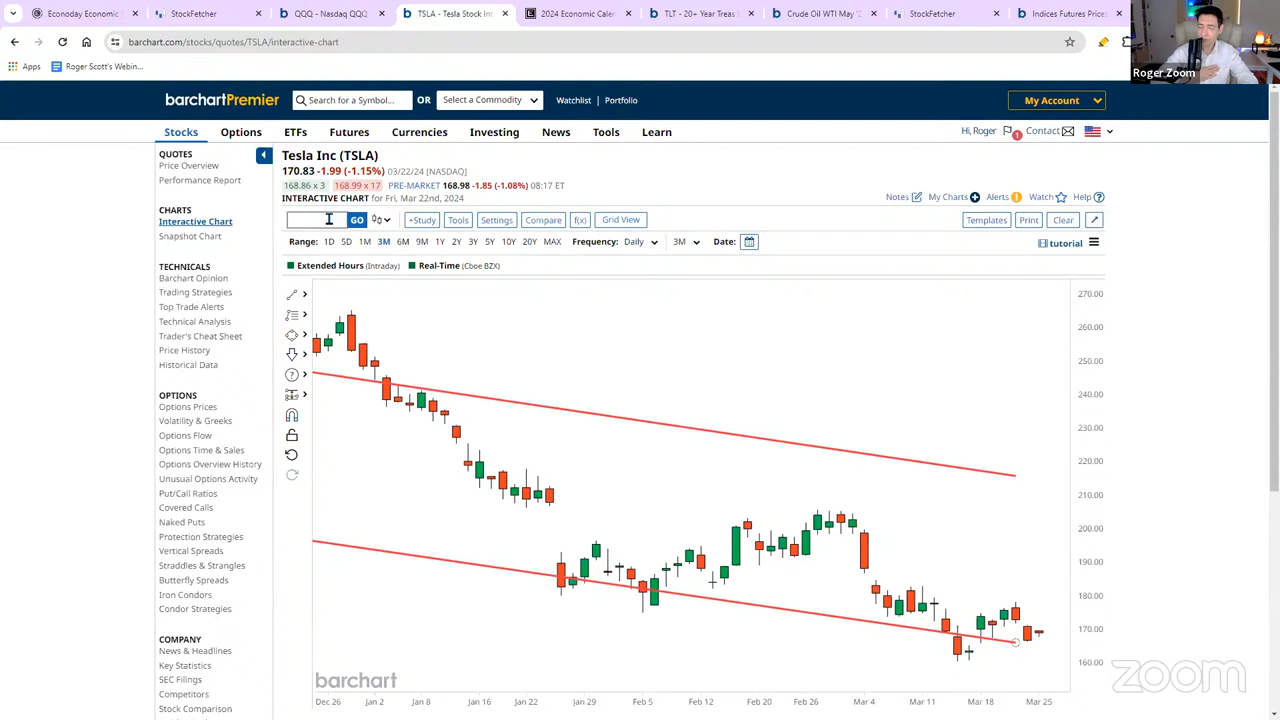 Econoday Economic
StockFetcher
QQQ - Nasdaq QQQ
TSLA - Tesla Stock Int
2024 Economic Caler
TLT - 20+ Year Treas
Crude Oil WTI May '2
StockFetcher
Indices Futures Prices
barchart.com/stocks/quotes/TSLA/interactive-chart
Apps
Roger Scott's Webin...
Roger Zoom
barchartPremier
Search for a Symbol...
OR
Select a Commodity
Watchlist | Portfolio
My Account
Stocks Options ETFs Futures Currencies Investing News Tools Learn
Hi, Roger 1 Contact
QUOTES
Price Overview
Performance Report
CHARTS
Interactive Chart
Snapshot Chart
TECHNICALS
Barchart Opinion
Trading Strategies
Top Trade Alerts
Technical Analysis
Trader's Cheat Sheet
Price History
Historical Data
OPTIONS
Options Prices
Volatility & Greeks
Options Flow
Options Time & Sales
Options Overview History
Unusual Options Activity
Put/Call Ratios
Covered Calls
Naked Puts
Protection Strategies
Vertical Spreads
Straddles & Strangles
Butterfly Spreads
Iron Condors
Condor Strategies
COMPANY
News & Headlines
Key Statistics
SEC Filings
Competitors
Stock Comparison
Tesla Inc (TSLA)
170.83 -1.99 (-1.15%) 03/22/24 [NASDAQ]
168.86 x 3 168.99 x 17 PRE-MARKET 168.98 -1.85 (-1.08%) 08:17 ET
INTERACTIVE CHART for Fri, Mar 22nd, 2024
Notes My Charts Alerts Watch Help
GO +Study Tools Settings Compare f(x) Grid View
Templates Print Clear
Range: 1D 5D 1M 3M 6M 9M 1Y 2Y 3Y 5Y 10Y 20Y MAX Frequency: Daily 3M Date:
tutorial
Extended Hours (Intraday) Real-Time (Cboe BZX)
270.00
260.00
250.00
240.00
230.00
220.00
210.00
200.00
190.00
180.00
170.00
160.00
barchart
Dec 26 Jan 2 Jan 8 Jan 16 Jan 22 Jan 29 Feb 5 Feb 12 Feb 20 Feb 26 Mar 4 Mar 11 Mar 18 Mar 25
zoom